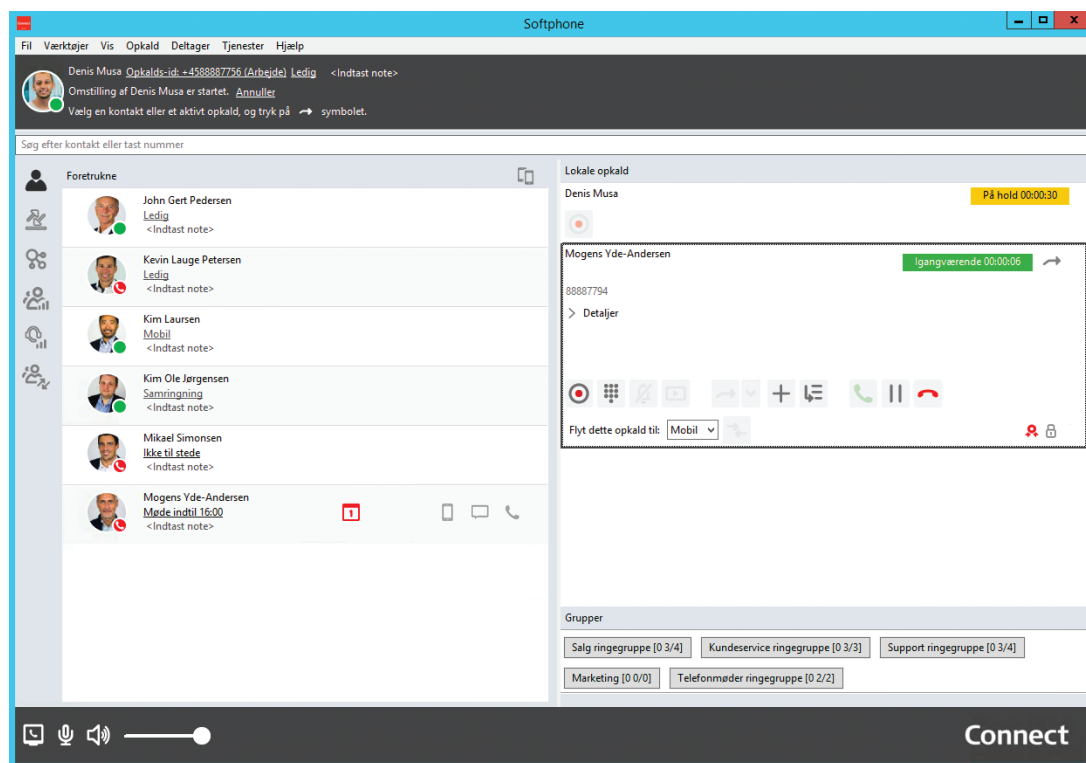 Softphone
Fil Værktøjer Vis Opkald Deltager Tjenester Hjælp
Denis Musa Opkalds-id: +4588887756 (Arbejde) Ledig <Indtast note>
Omstilling af Denis Musa er startet. Annuller
Vælg en kontakt eller et aktivt opkald, og tryk på symbolet.
Søg efter kontakt eller tast nummer
Foretrukne
John Gert Pedersen
Ledig
<Indtast note>
Kevin Lauge Petersen
Ledig
<Indtast note>
Kim Laursen
Mobil
<Indtast note>
Kim Ole Jørgensen
Samringning
<Indtast note>
Mikael Simonsen
Ikke til stede
<Indtast note>
Mogens Yde-Andersen
Møde indtil 16:00
<Indtast note>
1
Lokale opkald
Denis Musa
På hold 00:00:30
Mogens Yde-Andersen
Igangværende 00:00:06
88887794
Detaljer
Flyt dette opkald til: Mobil
Grupper
Salg ringegruppe [0 3/4] Kundeservice ringegruppe [0 3/3] Support ringegruppe [0 3/4]
Marketing [0 0/0] Telefonmøder ringegruppe [0 2/2]
Connect